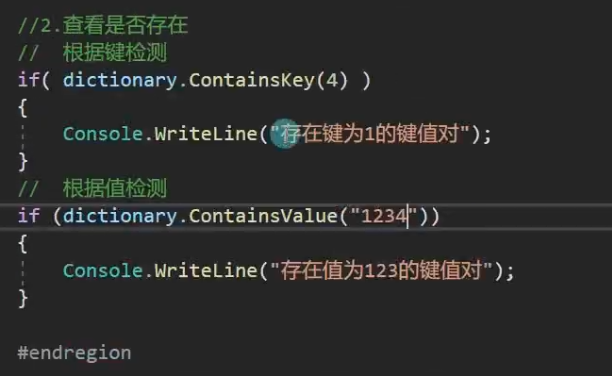 //2.查看是否存在
//  根据键检测
if( dictionary.ContainsKey(4) )
{
    Console.WriteLine("存在键为1的键值对");
}
//  根据值检测
if (dictionary.ContainsValue("1234"))
{
    Console.WriteLine("存在值为123的键值对");
}
#endregion